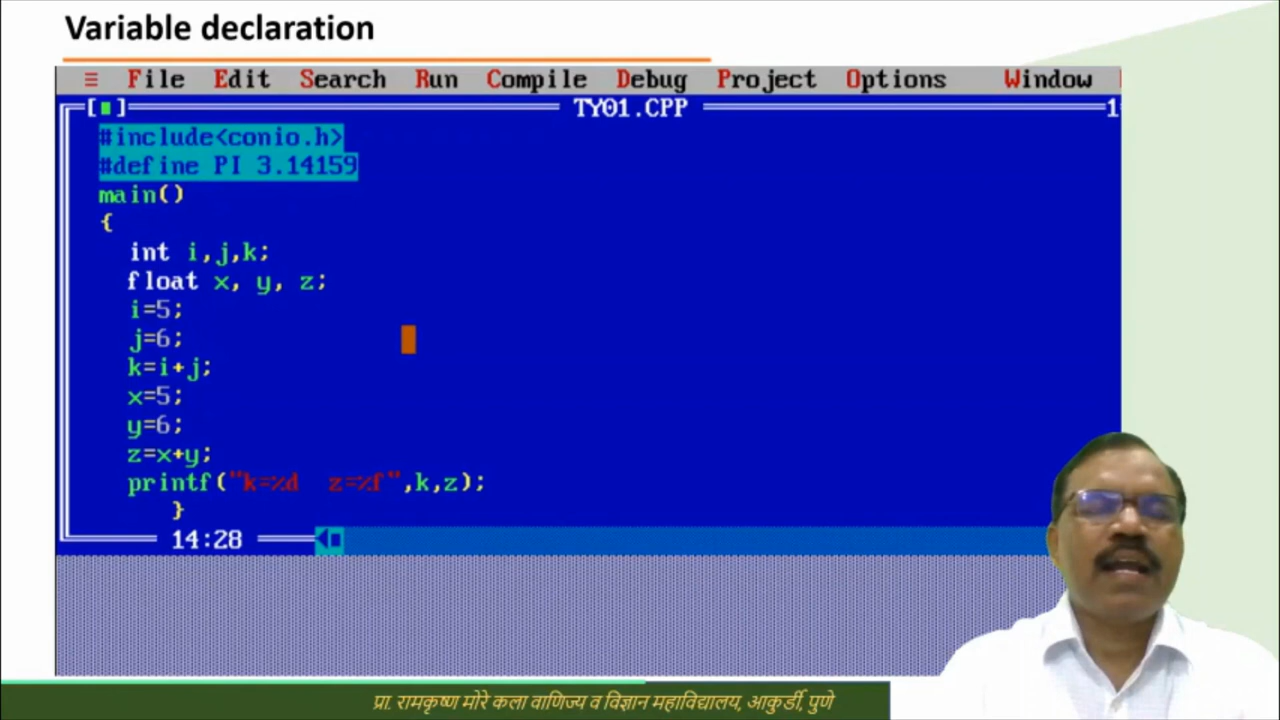 Variable declaration
≡ File Edit Search Run Compile Debug Project Options Window
[■] TY01.CPP 1
#include<conio.h>
#define PI 3.14159
main()
{
int i,j,k;
float x, y, z;
i=5;
j=6;
k=i+j;
x=5;
y=6;
z=x+y;
printf("k=%d z=%f",k,z);
}
14:28
प्रा. रामकृष्ण मोरे कला वाणिज्य व विज्ञान महाविद्यालय, आकुर्डी, पुणे